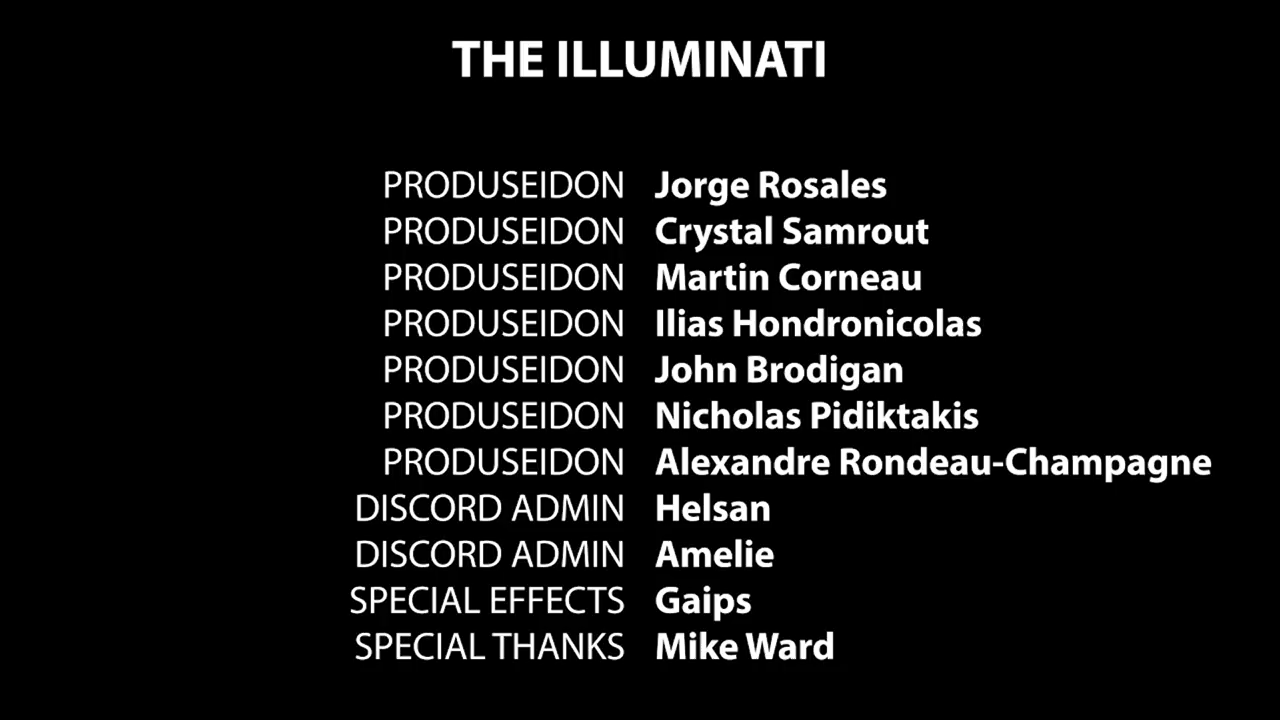 THE ILLUMINATI
PRODUSEIDON Jorge Rosales
PRODUSEIDON Crystal Samrout
PRODUSEIDON Martin Corneau
PRODUSEIDON Ilias Hondronicolas
PRODUSEIDON John Brodigan
PRODUSEIDON Nicholas Pidiktakis
PRODUSEIDON Alexandre Rondeau-Champagne
DISCORD ADMIN Helsan
DISCORD ADMIN Amelie
SPECIAL EFFECTS Gaips
SPECIAL THANKS Mike Ward